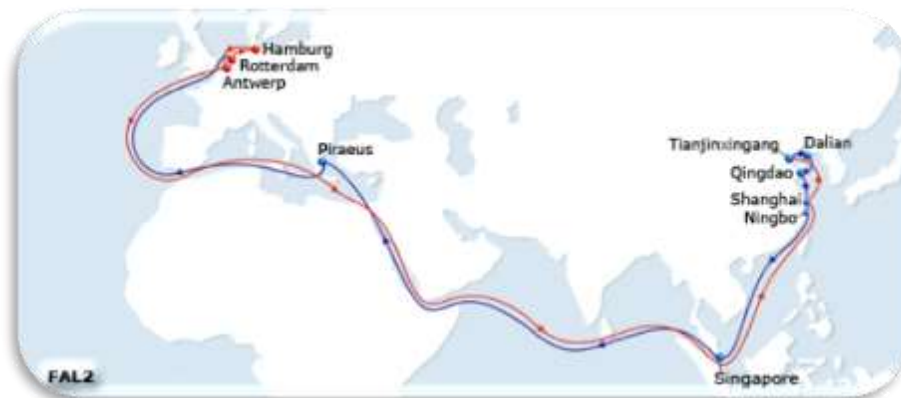 Hamburg
Rotterdam
Antwerp
Piraeus
Tianjinxingang
Dalian
Qingdao
Shanghai
Ningbo
Singapore
FAL2